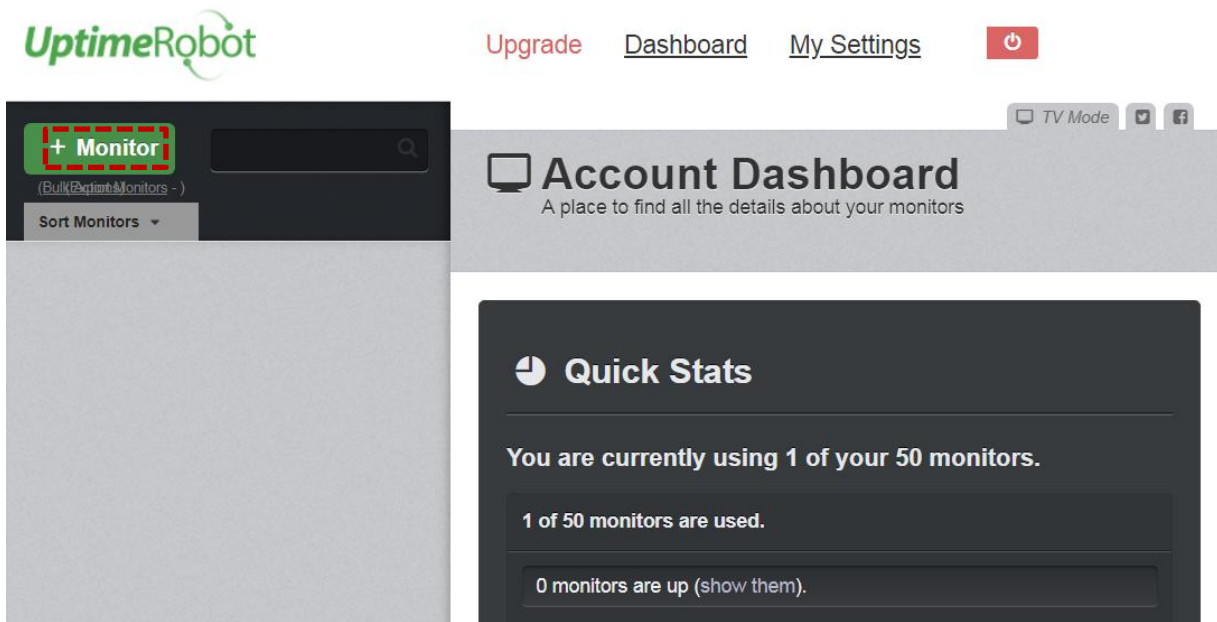 UptimeRobot
Upgrade Dashboard My Settings
TV Mode
+ Monitor
Monitors - )
Sort Monitors
Account Dashboard
A place to find all the details about your monitors
Quick Stats
You are currently using 1 of your 50 monitors.
1 of 50 monitors are used.
0 monitors are up (show them).